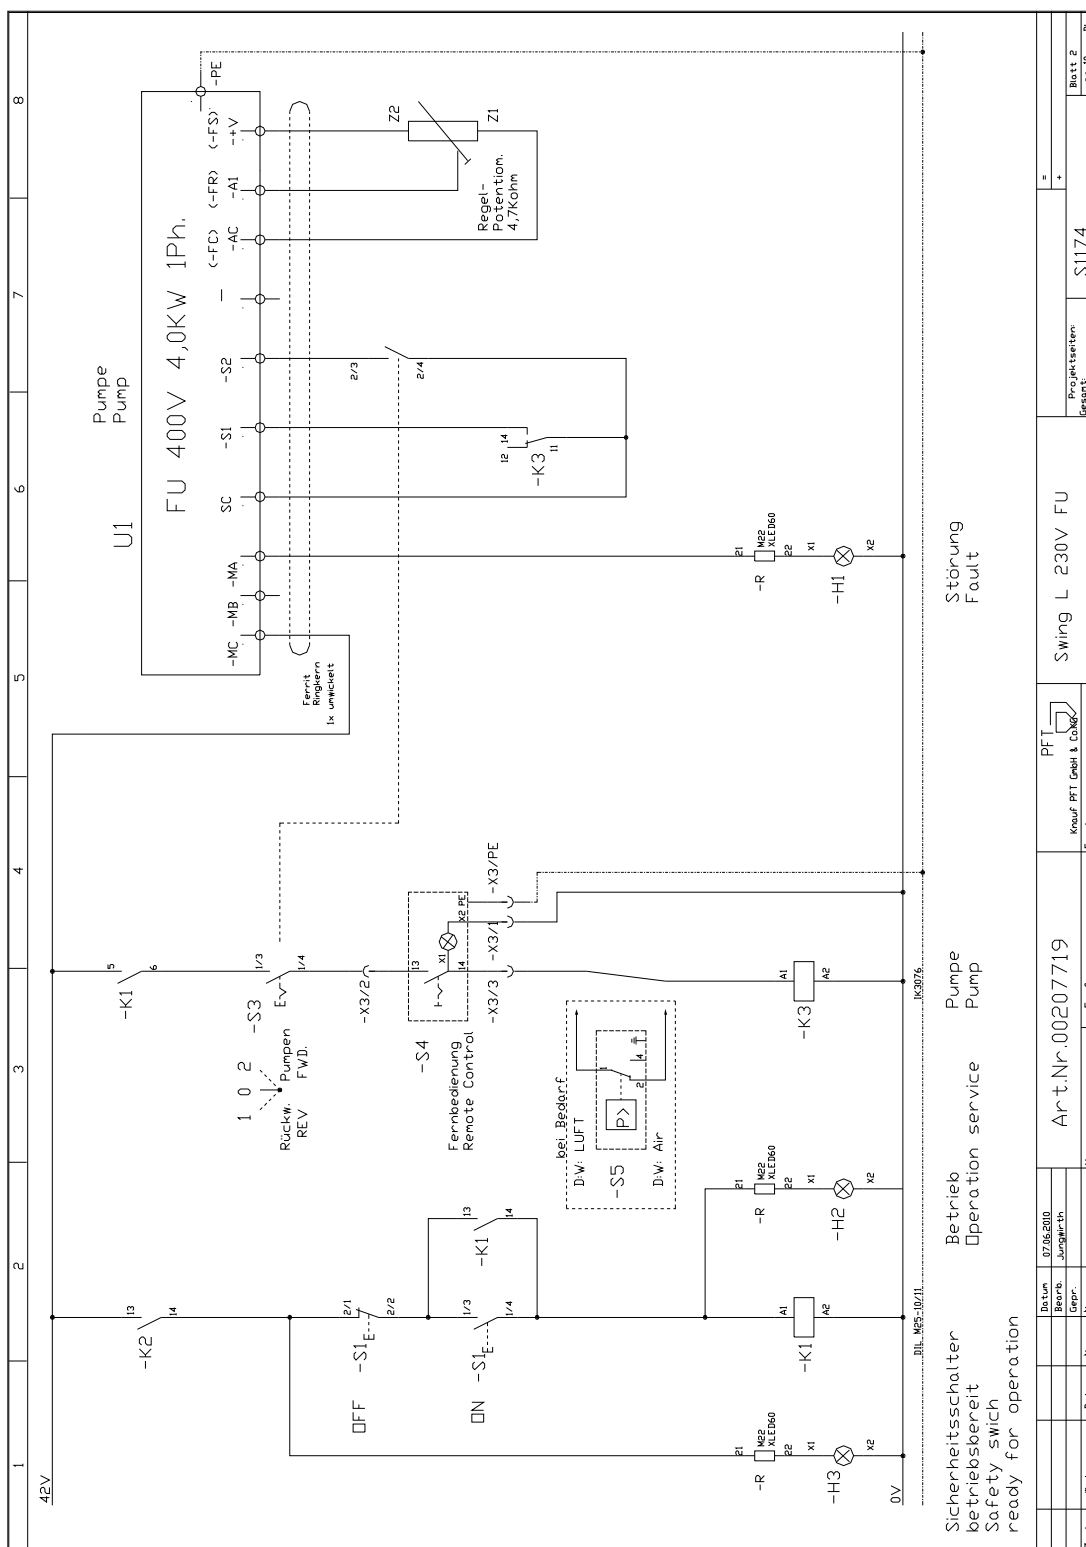 1
2
3
4
5
6
7
8
42V
0V
-K2
13
14
OFF
-S1
E
2/1
2/2
ON
-S1
E
1/3
1/4
-K1
13
14
-R
21
M22
XLED60
22
X1
-H3
X2
-K1
A1
A2
DIL M25-10/11
-R
21
M22
XLED60
22
X1
-H2
X2
Sicherheitsschalter
betriebsbereit
Safety swich
ready for operation
Betrieb
Operation service
-K1
5
6
1 0 2
Rückw. Pumpen
REV FWD.
-S3
E
1/3
1/4
-X3/2
13
-S4
Fernbedienung
Remote Control
14
X1
X2
PE
-X3/3
-X3/1
-X3/PE
bei Bedarf
D:W: LUFT
-S5
P>
1
2
4
D:W: Air
-K3
A1
A2
1K3076
Pumpe
Pump
U1
Pumpe
Pump
FU 400V 4,0KW 1Ph.
-MC
-MB
-MA
SC
-S1
-S2
-AC
(-FC)
-A1
(-FR)
-+V
(-FS)
-PE
Ferrit
Ringkern
1x umwickelt
12
14
-K3
11
2/3
2/4
Regel-
Potentiom.
4,7Kohm
Z2
Z1
-R
21
M22
XLED60
22
X1
-H1
X2
Störung
Fault
Datum
07.06.2010
Bearb.
Jungwirth
Gepr.
Art.Nr.00207719
PFT
Knauf PFT GmbH & Co.KG
Swing L 230V FU
Projektseiten:
Gesamt:
S1174
=
+
Blatt 2